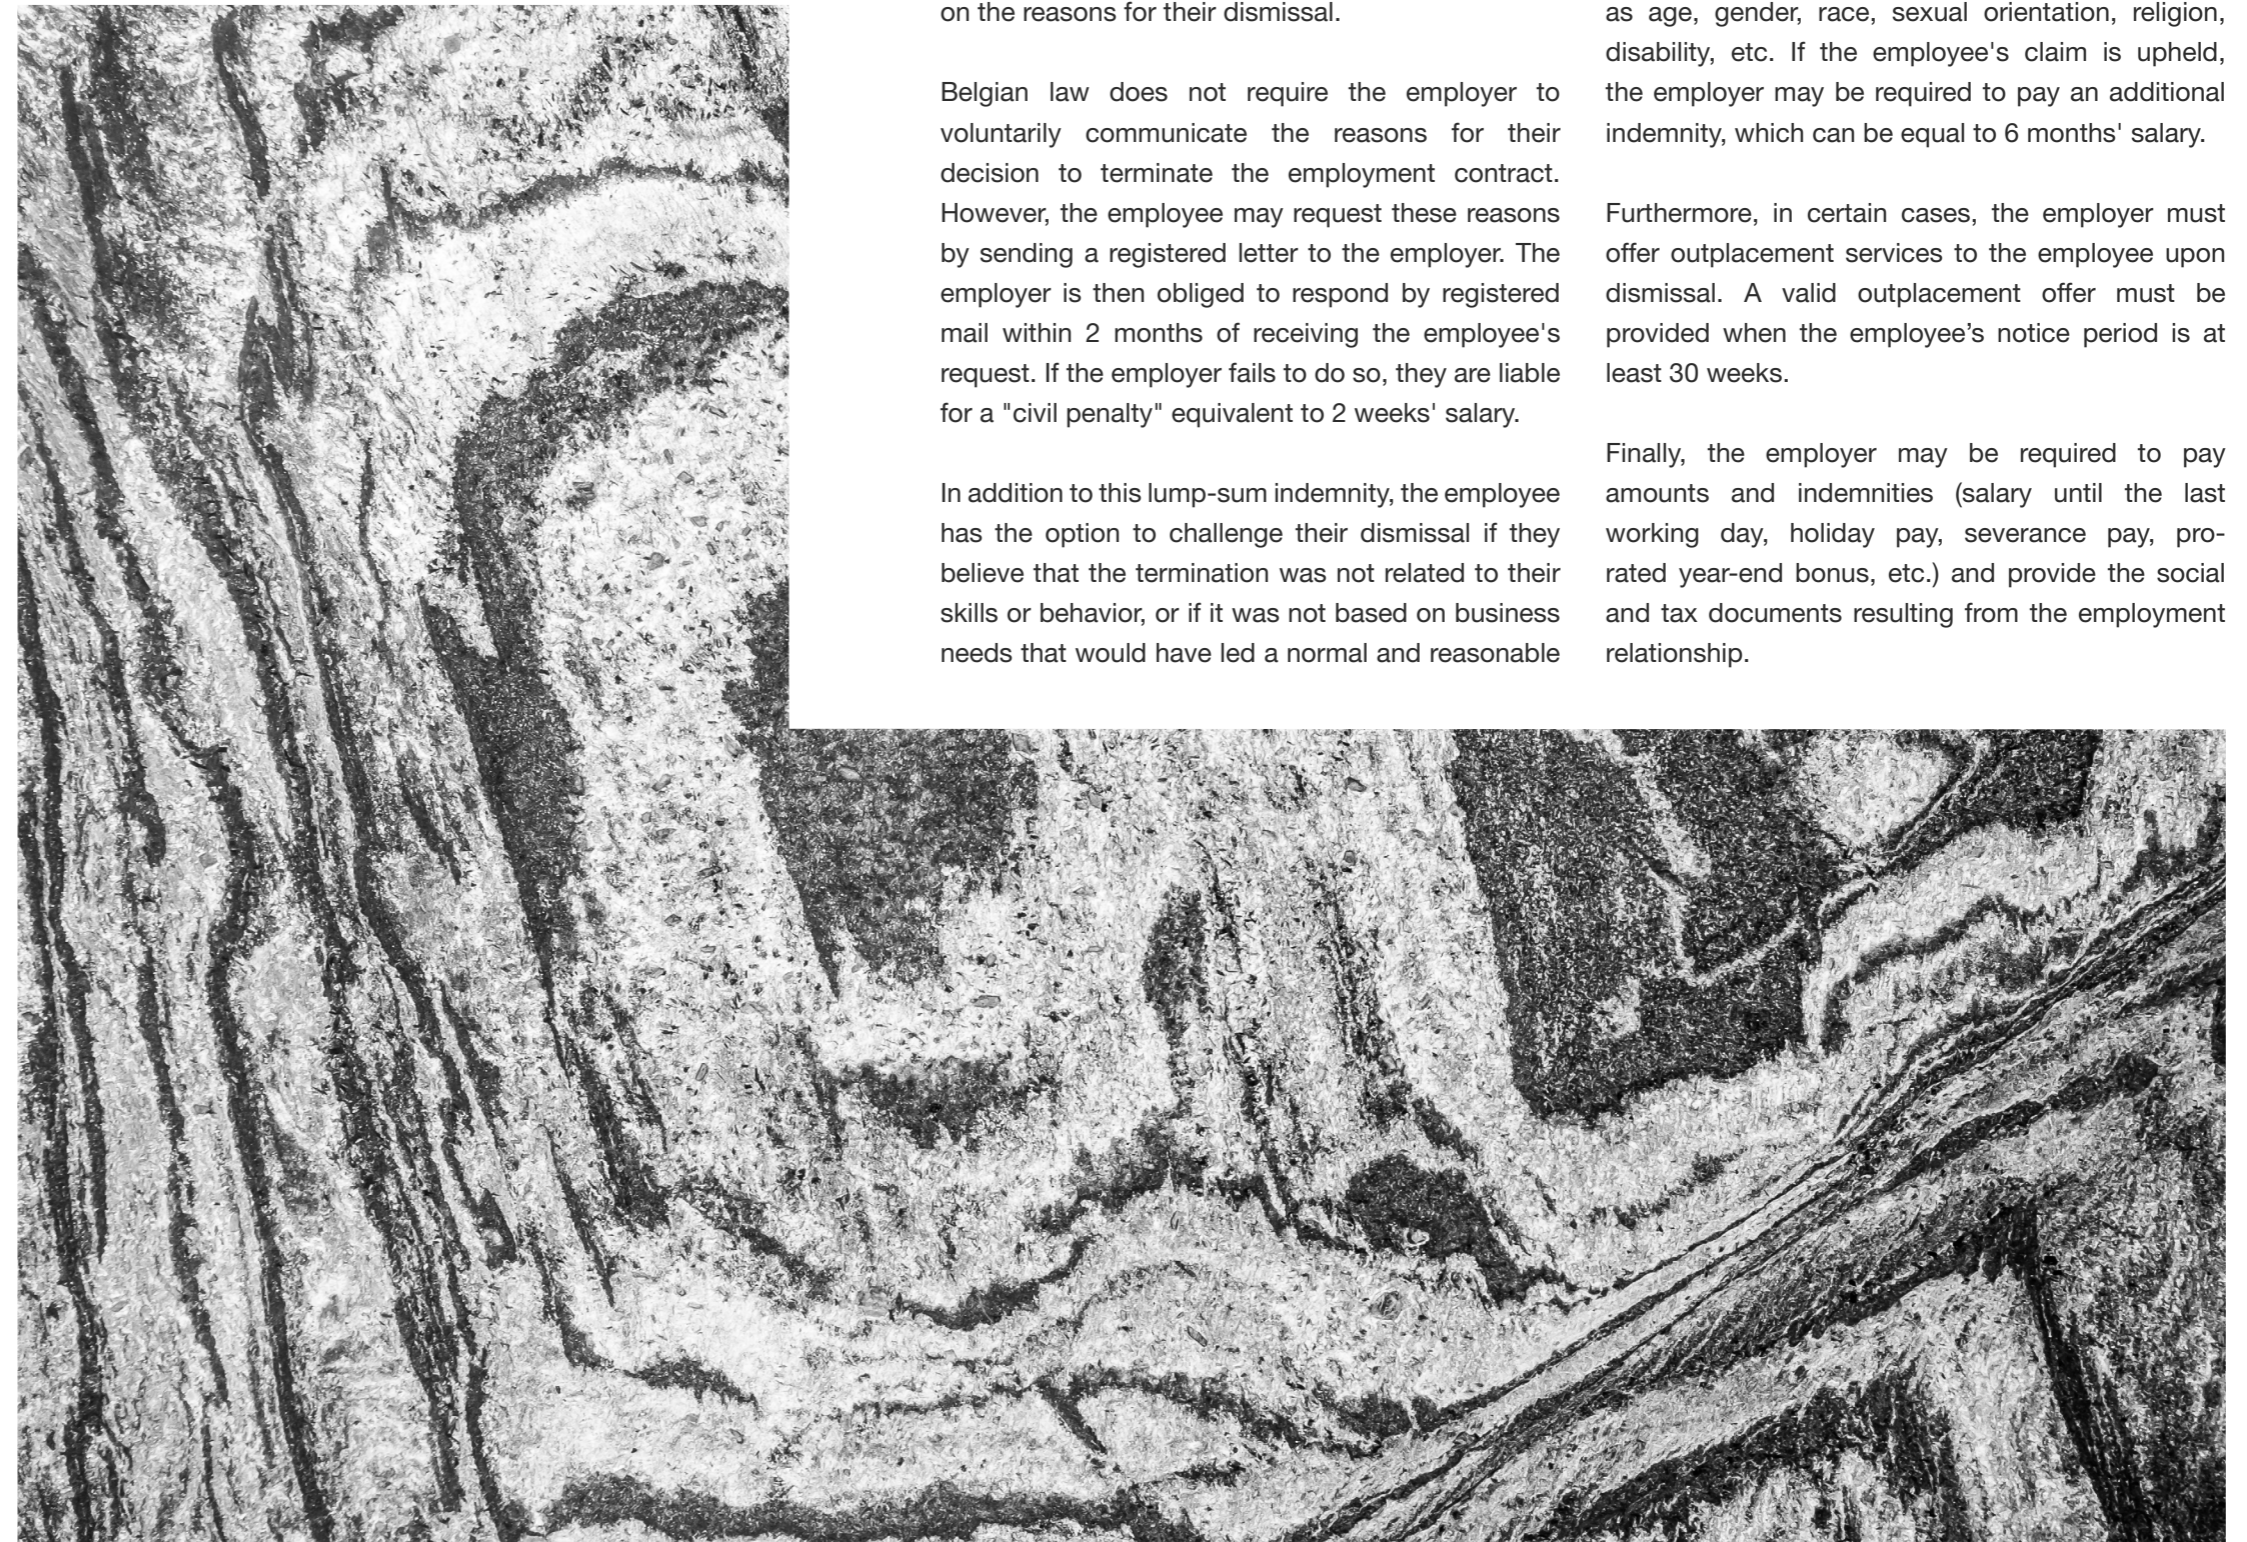 on the reasons for their dismissal.
Belgian law does not require the employer to
voluntarily communicate the reasons for their
decision to terminate the employment contract.
However, the employee may request these reasons
by sending a registered letter to the employer. The
employer is then obliged to respond by registered
mail within 2 months of receiving the employee's
request. If the employer fails to do so, they are liable
for a "civil penalty" equivalent to 2 weeks' salary.
In addition to this lump-sum indemnity, the employee
has the option to challenge their dismissal if they
believe that the termination was not related to their
skills or behavior, or if it was not based on business
needs that would have led a normal and reasonable
as age, gender, race, sexual orientation, religion,
disability, etc. If the employee's claim is upheld,
the employer may be required to pay an additional
indemnity, which can be equal to 6 months' salary.
Furthermore, in certain cases, the employer must
offer outplacement services to the employee upon
dismissal. A valid outplacement offer must be
provided when the employee’s notice period is at
least 30 weeks.
Finally, the employer may be required to pay
amounts and indemnities (salary until the last
working day, holiday pay, severance pay, pro-
rated year-end bonus, etc.) and provide the social
and tax documents resulting from the employment
relationship.